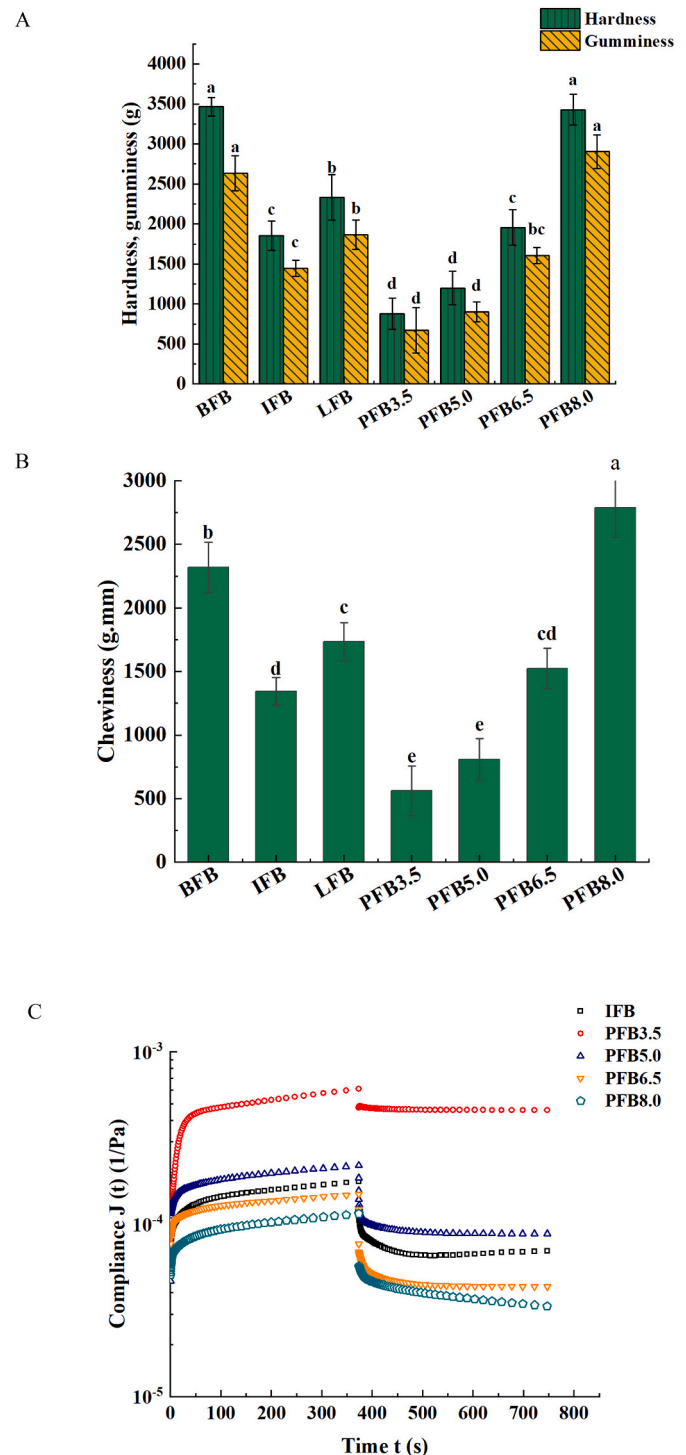 A
Hardness
Gumminess
Hardness, gumminess (g)
4000
3500
3000
2500
2000
1500
1000
500
0
a
a
c
c
b
b
d
d
d
d
c
bc
a
a
BFB
IFB
LFB
PFB3.5
PFB5.0
PFB6.5
PFB8.0
B
Chewiness (g.mm)
3000
2500
2000
1500
1000
500
0
b
d
c
e
e
cd
a
BFB
IFB
LFB
PFB3.5
PFB5.0
PFB6.5
PFB8.0
C
IFB
PFB3.5
PFB5.0
PFB6.5
PFB8.0
Compliance J (t) (1/Pa)
10⁻³
10⁻⁴
10⁻⁵
0 100 200 300 400 500 600 700 800
Time t (s)